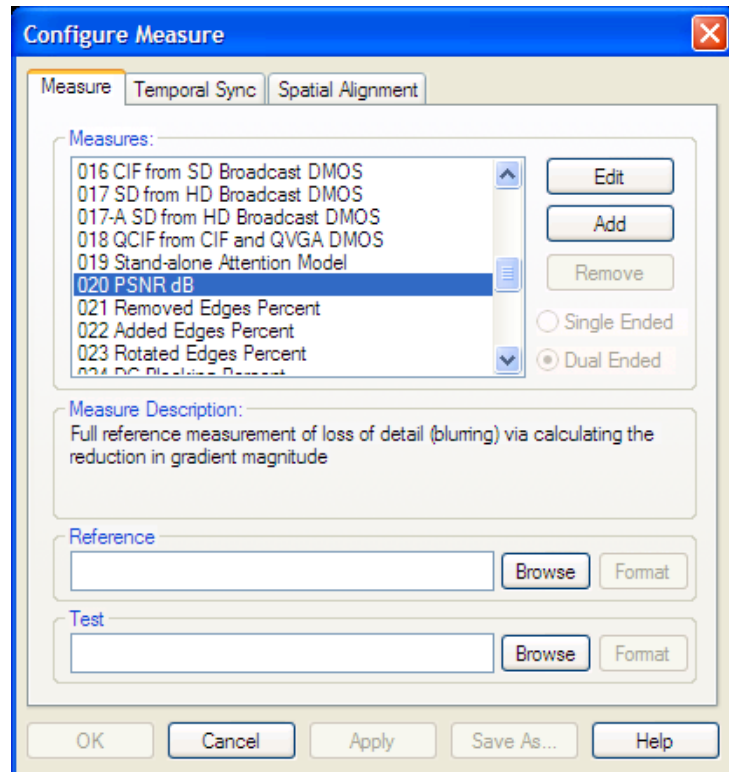 Configure Measure
Measure Temporal Sync Spatial Alignment
Measures:
016 CIF from SD Broadcast DMOS
017 SD from HD Broadcast DMOS
017-A SD from HD Broadcast DMOS
018 QCIF from CIF and QVGA DMOS
019 Stand-alone Attention Model
020 PSNR dB
021 Removed Edges Percent
022 Added Edges Percent
023 Rotated Edges Percent
024 DC Blocking Percent
Edit
Add
Remove
Single Ended
Dual Ended
Measure Description:
Full reference measurement of loss of detail (blurring) via calculating the
reduction in gradient magnitude
Reference
Browse Format
Test
Browse Format
OK Cancel Apply Save As... Help